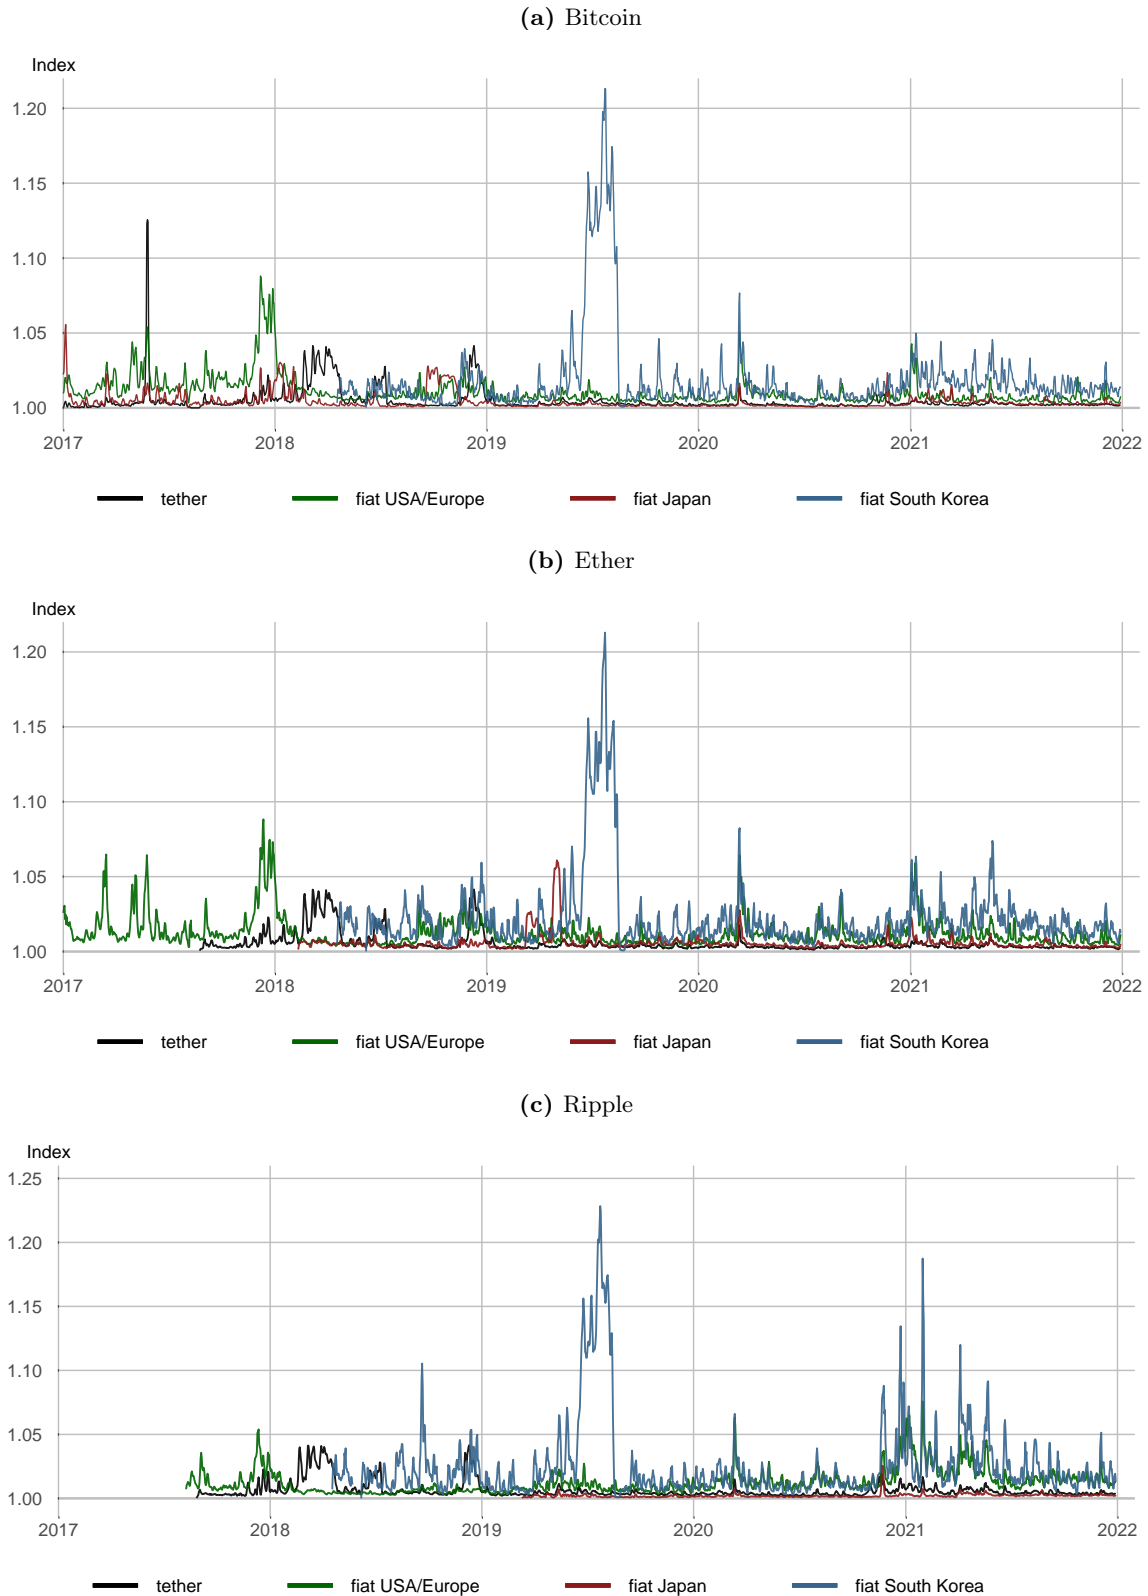 (a) Bitcoin
Index
1.20
1.15
1.10
1.05
1.00
2017 2018 2019 2020 2021 2022
tether fiat USA/Europe fiat Japan fiat South Korea
(b) Ether
Index
1.20
1.15
1.10
1.05
1.00
2017 2018 2019 2020 2021 2022
tether fiat USA/Europe fiat Japan fiat South Korea
(c) Ripple
Index
1.25
1.20
1.15
1.10
1.05
1.00
2017 2018 2019 2020 2021 2022
tether fiat USA/Europe fiat Japan fiat South Korea